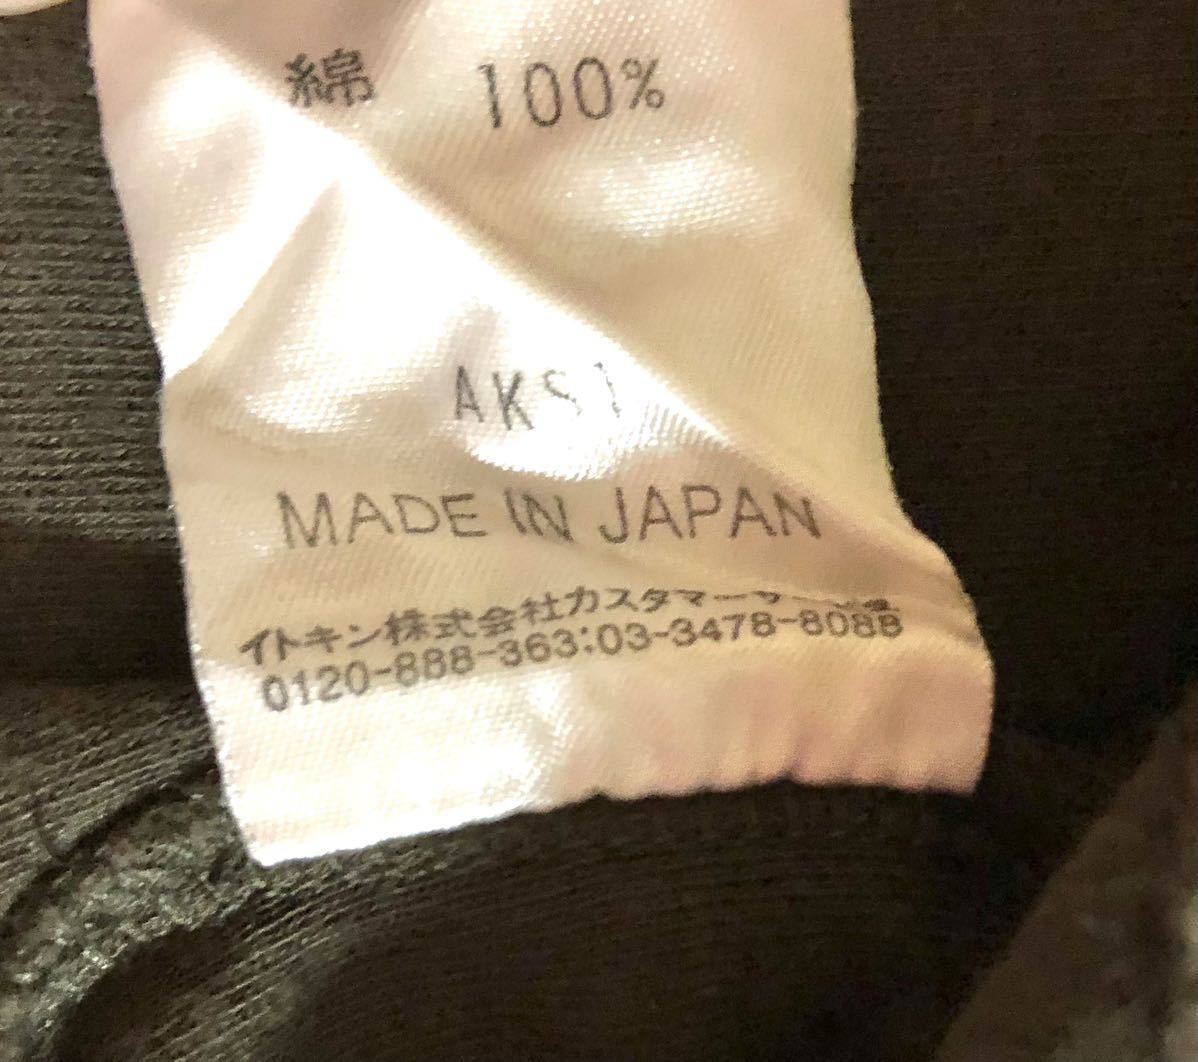 綿 100%
AKS1
MADE IN JAPAN
イトキン株式会社カスタマー
0120-888-363:03-3478-8088